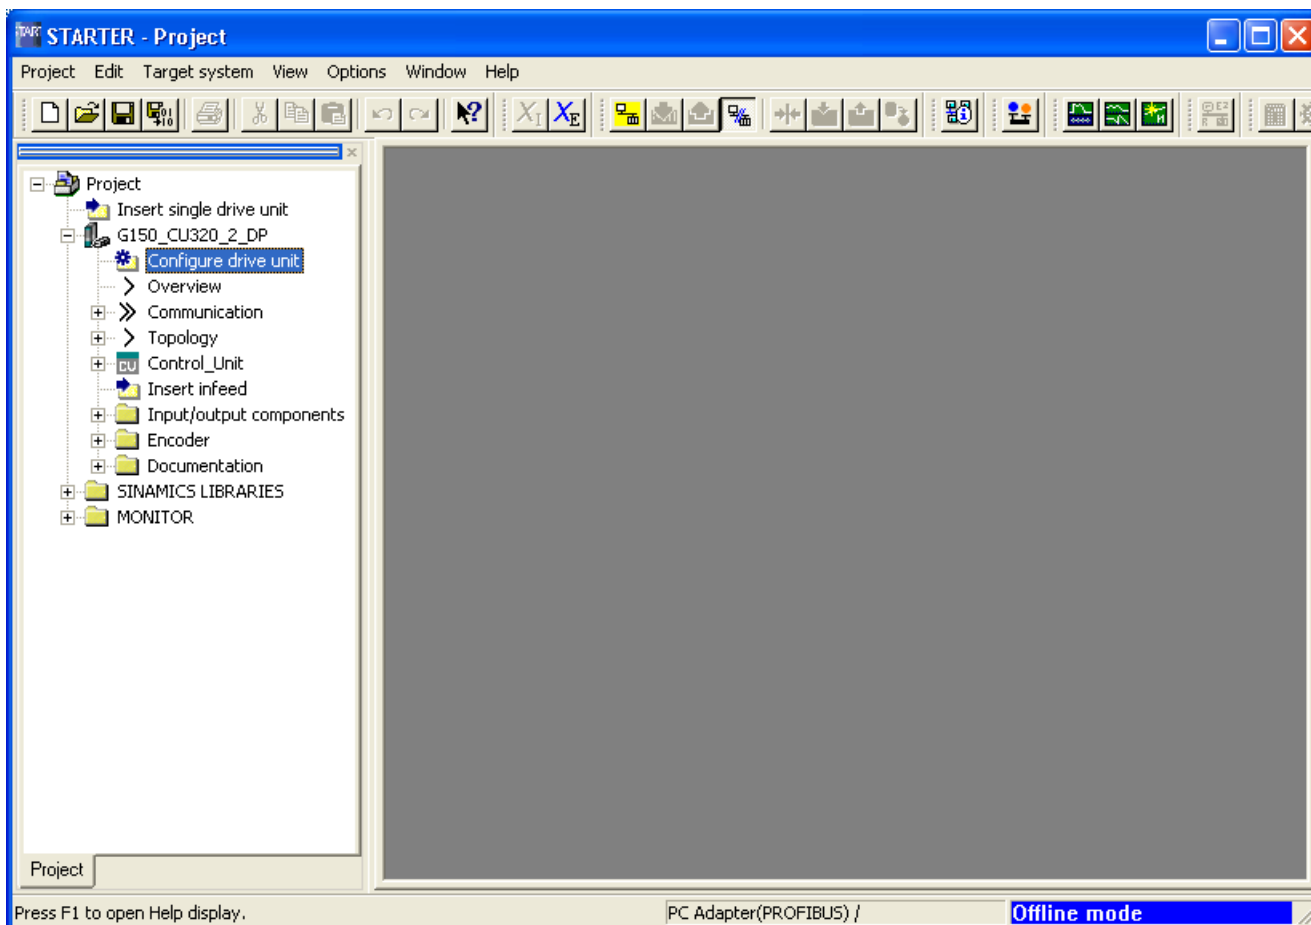 STARTER - Project
Project Edit Target system View Options Window Help
Project
Insert single drive unit
G150_CU320_2_DP
Configure drive unit
Overview
Communication
Topology
CU Control_Unit
Insert infeed
Input/output components
Encoder
Documentation
SINAMICS LIBRARIES
MONITOR
Project
Press F1 to open Help display.
PC Adapter(PROFIBUS) /
Offline mode